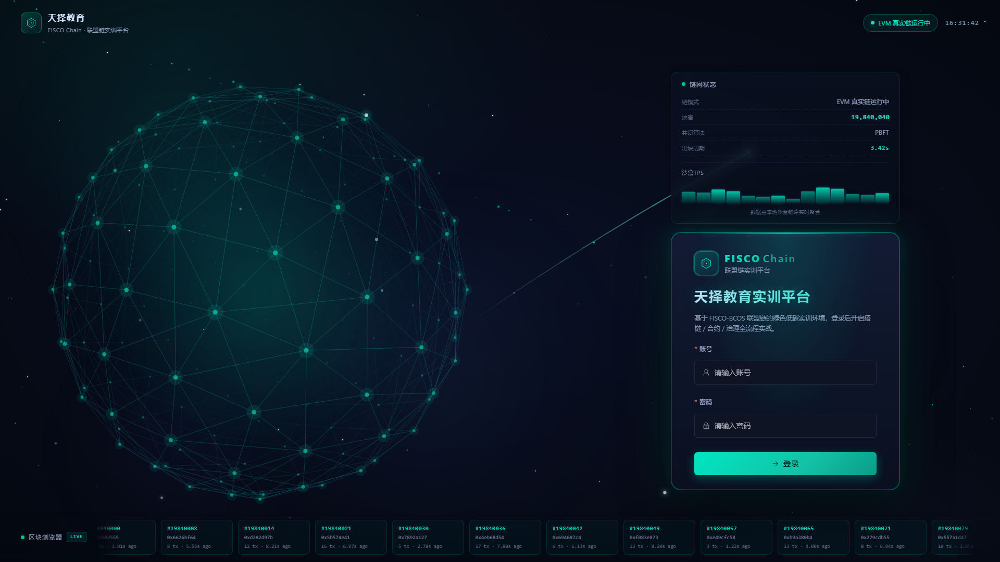 天择教育
FISCO Chain · 联盟链实训平台
EVM 真实链运行中
16:31:42
链网状态
链模式 EVM 真实链运行中
块高 19,840,040
共识算法 PBFT
出块周期 3.42s
沙盒TPS
数据由本地沙盒链路实时聚合
FISCO Chain
联盟链实训平台
天择教育实训平台
基于 FISCO-BCOS 联盟链的绿色低碳实训环境，登录后开启搭
链 / 合约 / 治理全流程实战。
* 账号
请输入账号
* 密码
请输入密码
→ 登录
区块浏览器 LIVE
9840000
9102555
tx · 1.91s ago
#19840008
0x6626bf64
8 tx · 5.55s ago
#19840014
0xd282d97b
12 tx · 8.21s ago
#19840021
0x5b574e41
16 tx · 6.97s ago
#19840030
0x7892a127
5 tx · 2.78s ago
#19840036
0x4eb68d54
17 tx · 7.80s ago
#19840042
0x694687c4
6 tx · 6.13s ago
#19840049
0xf083e873
13 tx · 8.20s ago
#19840057
0xe49cfc58
3 tx · 1.22s ago
#19840065
0xb9a380b4
13 tx · 4.00s ago
#19840071
0x279cdb55
8 tx · 6.94s ago
#19840079
0x557a1d47
10 tx · 3.95s